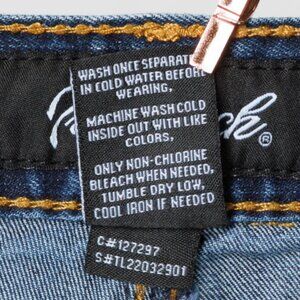 WASH ONCE SEPARATE
IN COLD WATER BEFORE
WEARING,
MACHINE WASH COLD
INSIDE OUT WITH LIKE
COLORS,
ONLY NON-CHLORINE
BLEACH WHEN NEEDED,
TUMBLE DRY LOW,
COOL IRON IF NEEDED
C#127297
S#TL22032901
®